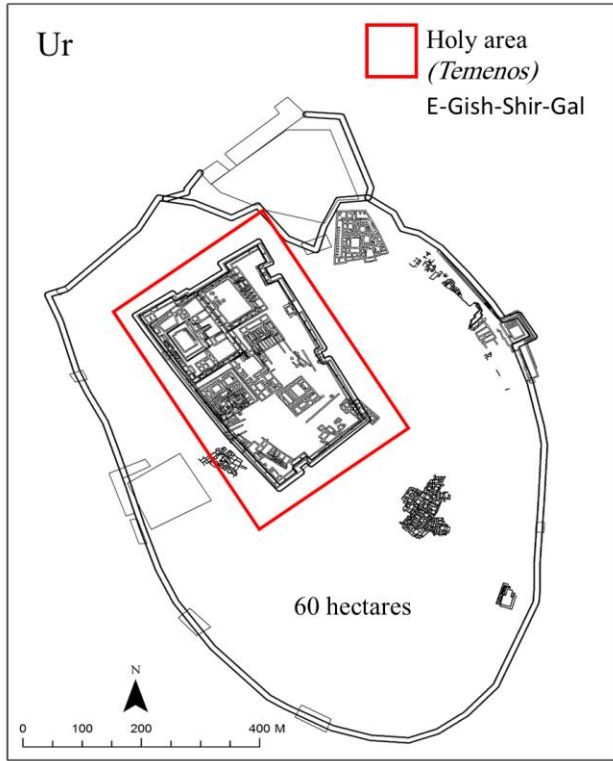 Ur
Holy area
(Temenos)
E-Gish-Shir-Gal
60 hectares
N
0 100 200 400 M